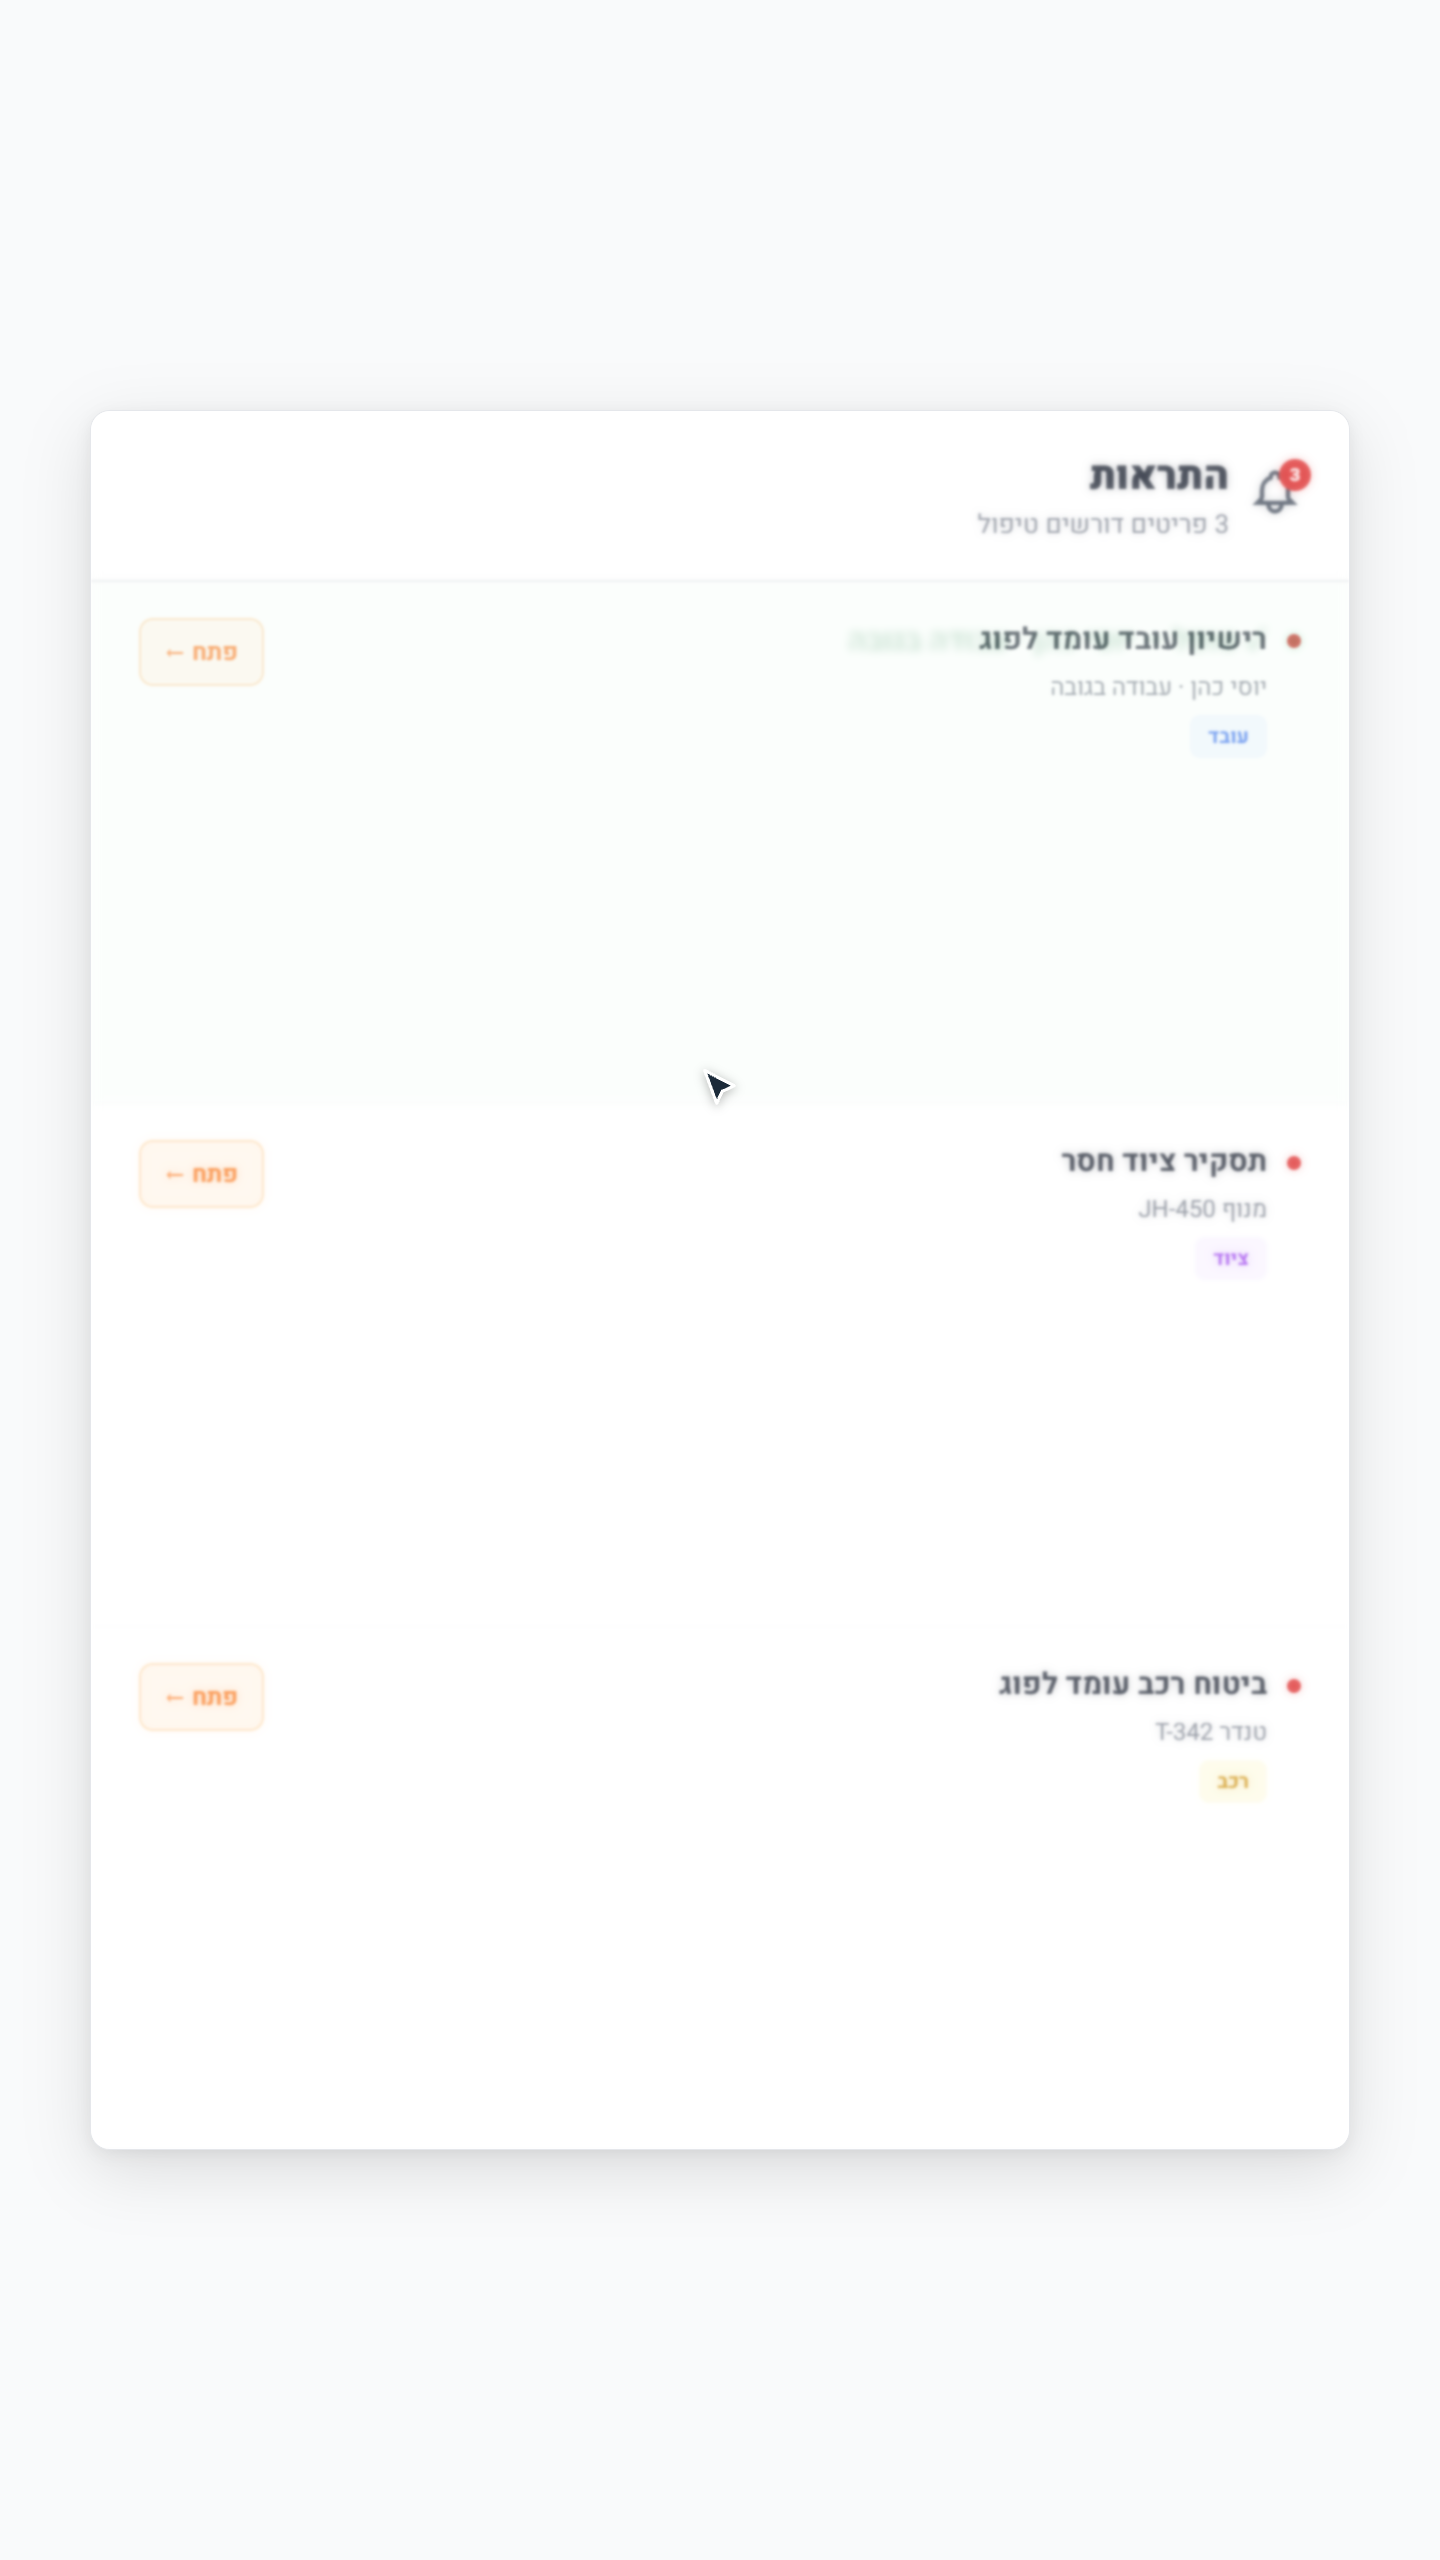 התראות
3
3 פריטים דורשים טיפול
רישיון עובד עומד לפוג
יוסי כהן · עבודה בגובה
עובד
פתח ←
תסקיר ציוד חסר
מנוף JH-450
ציוד
פתח ←
ביטוח רכב עומד לפוג
טנדר T-342
רכב
פתח ←